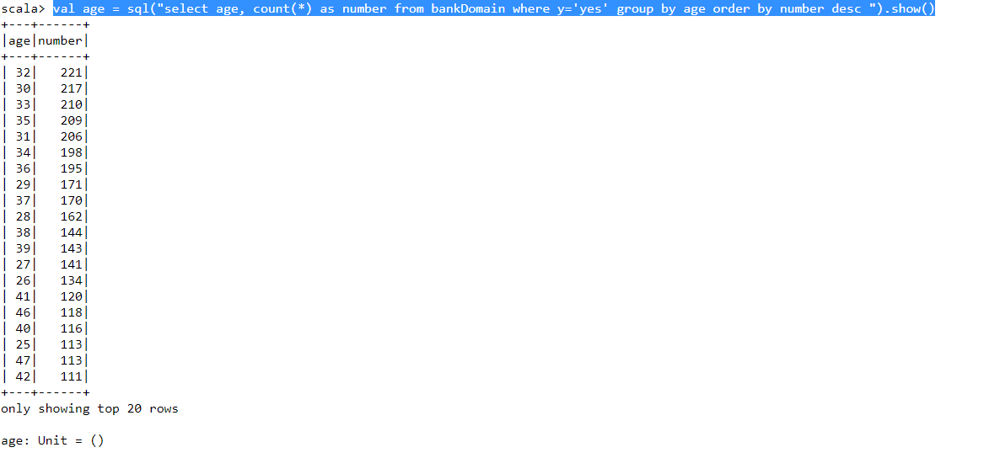 scala> val age = sql("select age, count(*) as number from bankDomain where y='yes' group by age order by number desc ").show()
+---+------+
|age|number|
+---+------+
| 32|   221|
| 30|   217|
| 33|   210|
| 35|   209|
| 31|   206|
| 34|   198|
| 36|   195|
| 29|   171|
| 37|   170|
| 28|   162|
| 38|   144|
| 39|   143|
| 27|   141|
| 26|   134|
| 41|   120|
| 46|   118|
| 40|   116|
| 25|   113|
| 47|   113|
| 42|   111|
+---+------+
only showing top 20 rows
age: Unit = ()